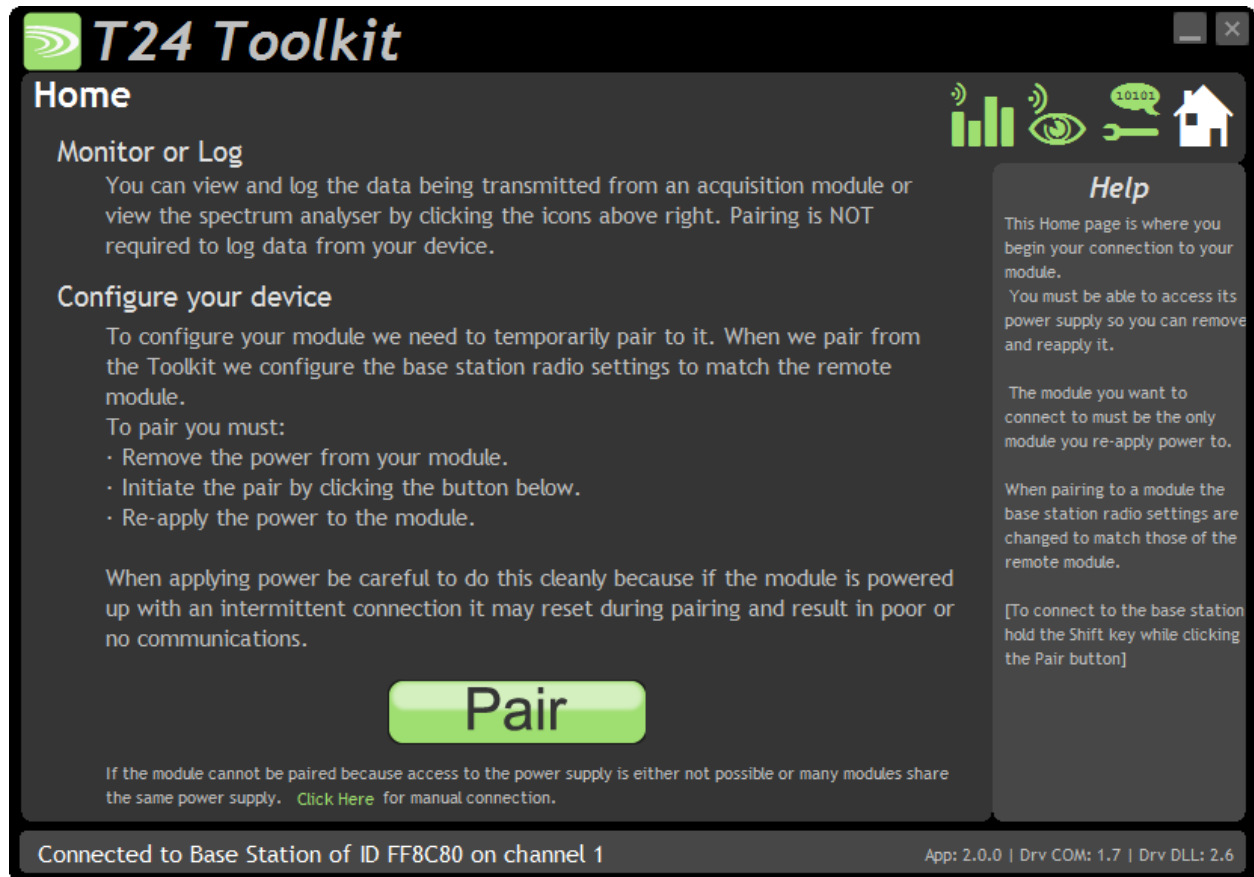 T24 Toolkit
Home
10101
Monitor or Log
You can view and log the data being transmitted from an acquisition module or
view the spectrum analyser by clicking the icons above right. Pairing is NOT
required to log data from your device.
Configure your device
To configure your module we need to temporarily pair to it. When we pair from
the Toolkit we configure the base station radio settings to match the remote
module.
To pair you must:
· Remove the power from your module.
· Initiate the pair by clicking the button below.
· Re-apply the power to the module.
When applying power be careful to do this cleanly because if the module is powered
up with an intermittent connection it may reset during pairing and result in poor or
no communications.
Pair
If the module cannot be paired because access to the power supply is either not possible or many modules share
the same power supply. Click Here for manual connection.
Help
This Home page is where you
begin your connection to your
module.
You must be able to access its
power supply so you can remove
and reapply it.
The module you want to
connect to must be the only
module you re-apply power to.
When pairing to a module the
base station radio settings are
changed to match those of the
remote module.
[To connect to the base station
hold the Shift key while clicking
the Pair button]
Connected to Base Station of ID FF8C80 on channel 1
App: 2.0.0 | Drv COM: 1.7 | Drv DLL: 2.6